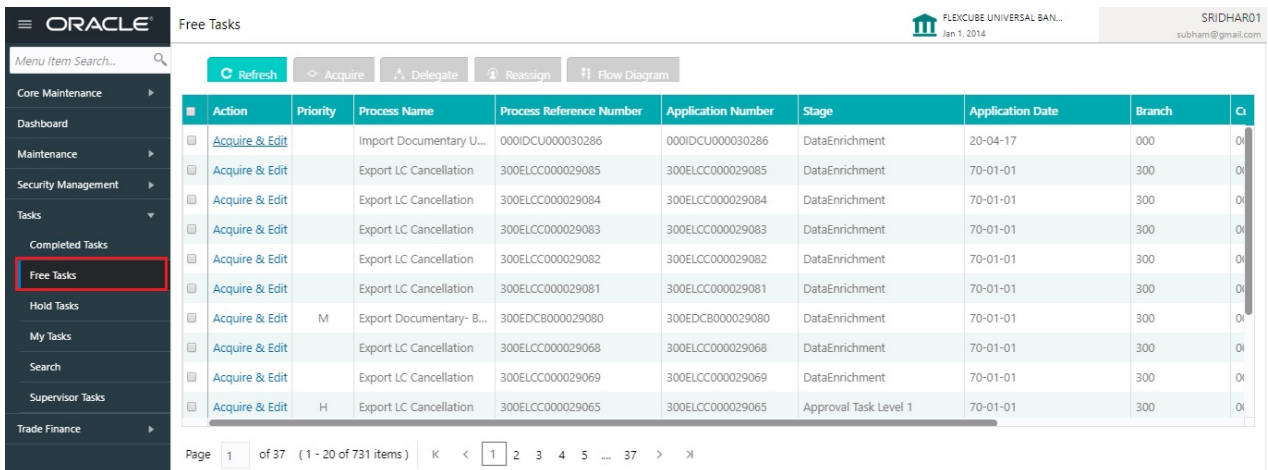 ORACLE
Free Tasks
FLEXCUBE UNIVERSAL BAN...
Jan 1, 2014
SRIDHAR01
subham@gmail.com
Menu Item Search...
Core Maintenance
Dashboard
Maintenance
Security Management
Tasks
Completed Tasks
Free Tasks
Hold Tasks
My Tasks
Search
Supervisor Tasks
Trade Finance
Refresh Acquire Delegate Reassign Flow Diagram
Action Priority Process Name Process Reference Number Application Number Stage Application Date Branch
Acquire & Edit Import Documentary U... 000IDCU000030286 000IDCU000030286 DataEnrichment 20-04-17 000
Acquire & Edit Export LC Cancellation 300ELCC000029085 300ELCC000029085 DataEnrichment 70-01-01 300
Acquire & Edit Export LC Cancellation 300ELCC000029084 300ELCC000029084 DataEnrichment 70-01-01 300
Acquire & Edit Export LC Cancellation 300ELCC000029083 300ELCC000029083 DataEnrichment 70-01-01 300
Acquire & Edit Export LC Cancellation 300ELCC000029082 300ELCC000029082 DataEnrichment 70-01-01 300
Acquire & Edit Export LC Cancellation 300ELCC000029081 300ELCC000029081 DataEnrichment 70-01-01 300
Acquire & Edit M Export Documentary- B... 300EDCB000029080 300EDCB000029080 DataEnrichment 70-01-01 300
Acquire & Edit Export LC Cancellation 300ELCC000029068 300ELCC000029068 DataEnrichment 70-01-01 300
Acquire & Edit Export LC Cancellation 300ELCC000029069 300ELCC000029069 DataEnrichment 70-01-01 300
Acquire & Edit H Export LC Cancellation 300ELCC000029065 300ELCC000029065 Approval Task Level 1 70-01-01 300
Page 1 of 37 (1 - 20 of 731 items) 1 2 3 4 5 ... 37